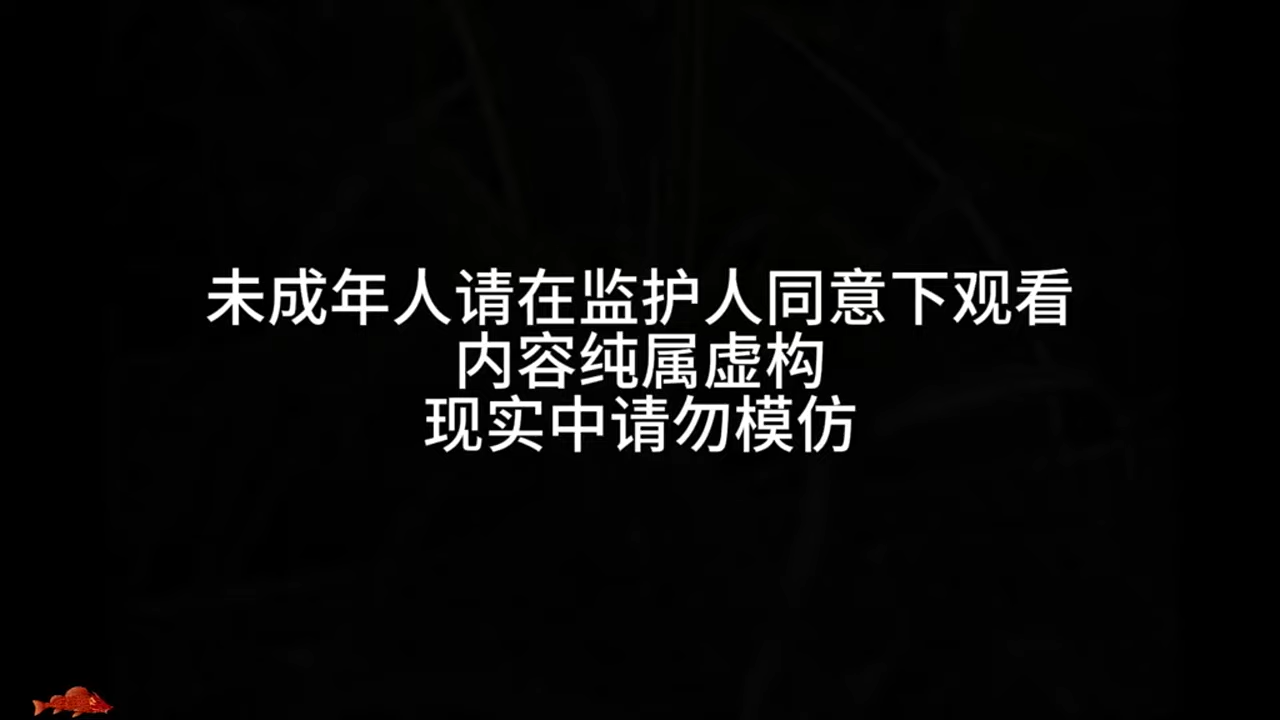 未成年人请在监护人同意下观看
内容纯属虚构
现实中请勿模仿